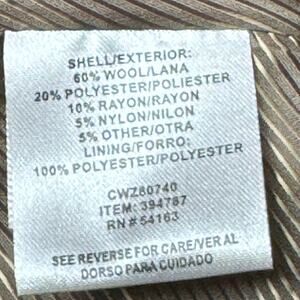 SHELL/EXTERIOR:
60% WOOL/LANA
20% POLYESTER/POLIESTER
10% RAYON/RAYON
5% NYLON/NILON
5% OTHER/OTRA
LINING/FORRO:
100% POLYESTER/POLYESTER
CWZ60740
ITEM: 394787
RN # 54163
SEE REVERSE FOR CARE/VER AL
DORSO PARA CUIDADO